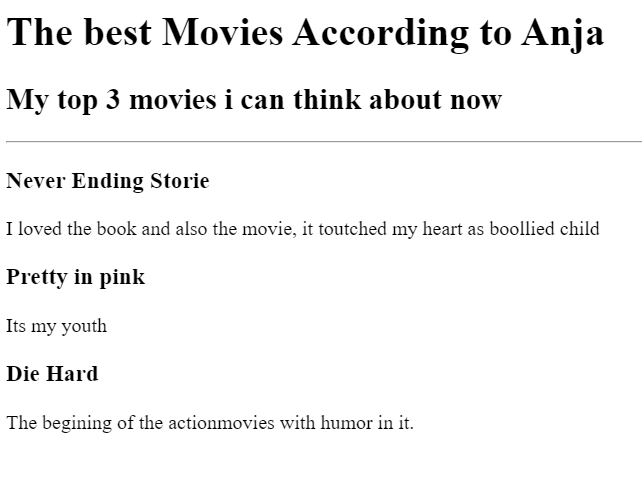 The best Movies According to Anja
My top 3 movies i can think about now
Never Ending Storie
I loved the book and also the movie, it toutched my heart as boollied child
Pretty in pink
Its my youth
Die Hard
The begining of the actionmovies with humor in it.